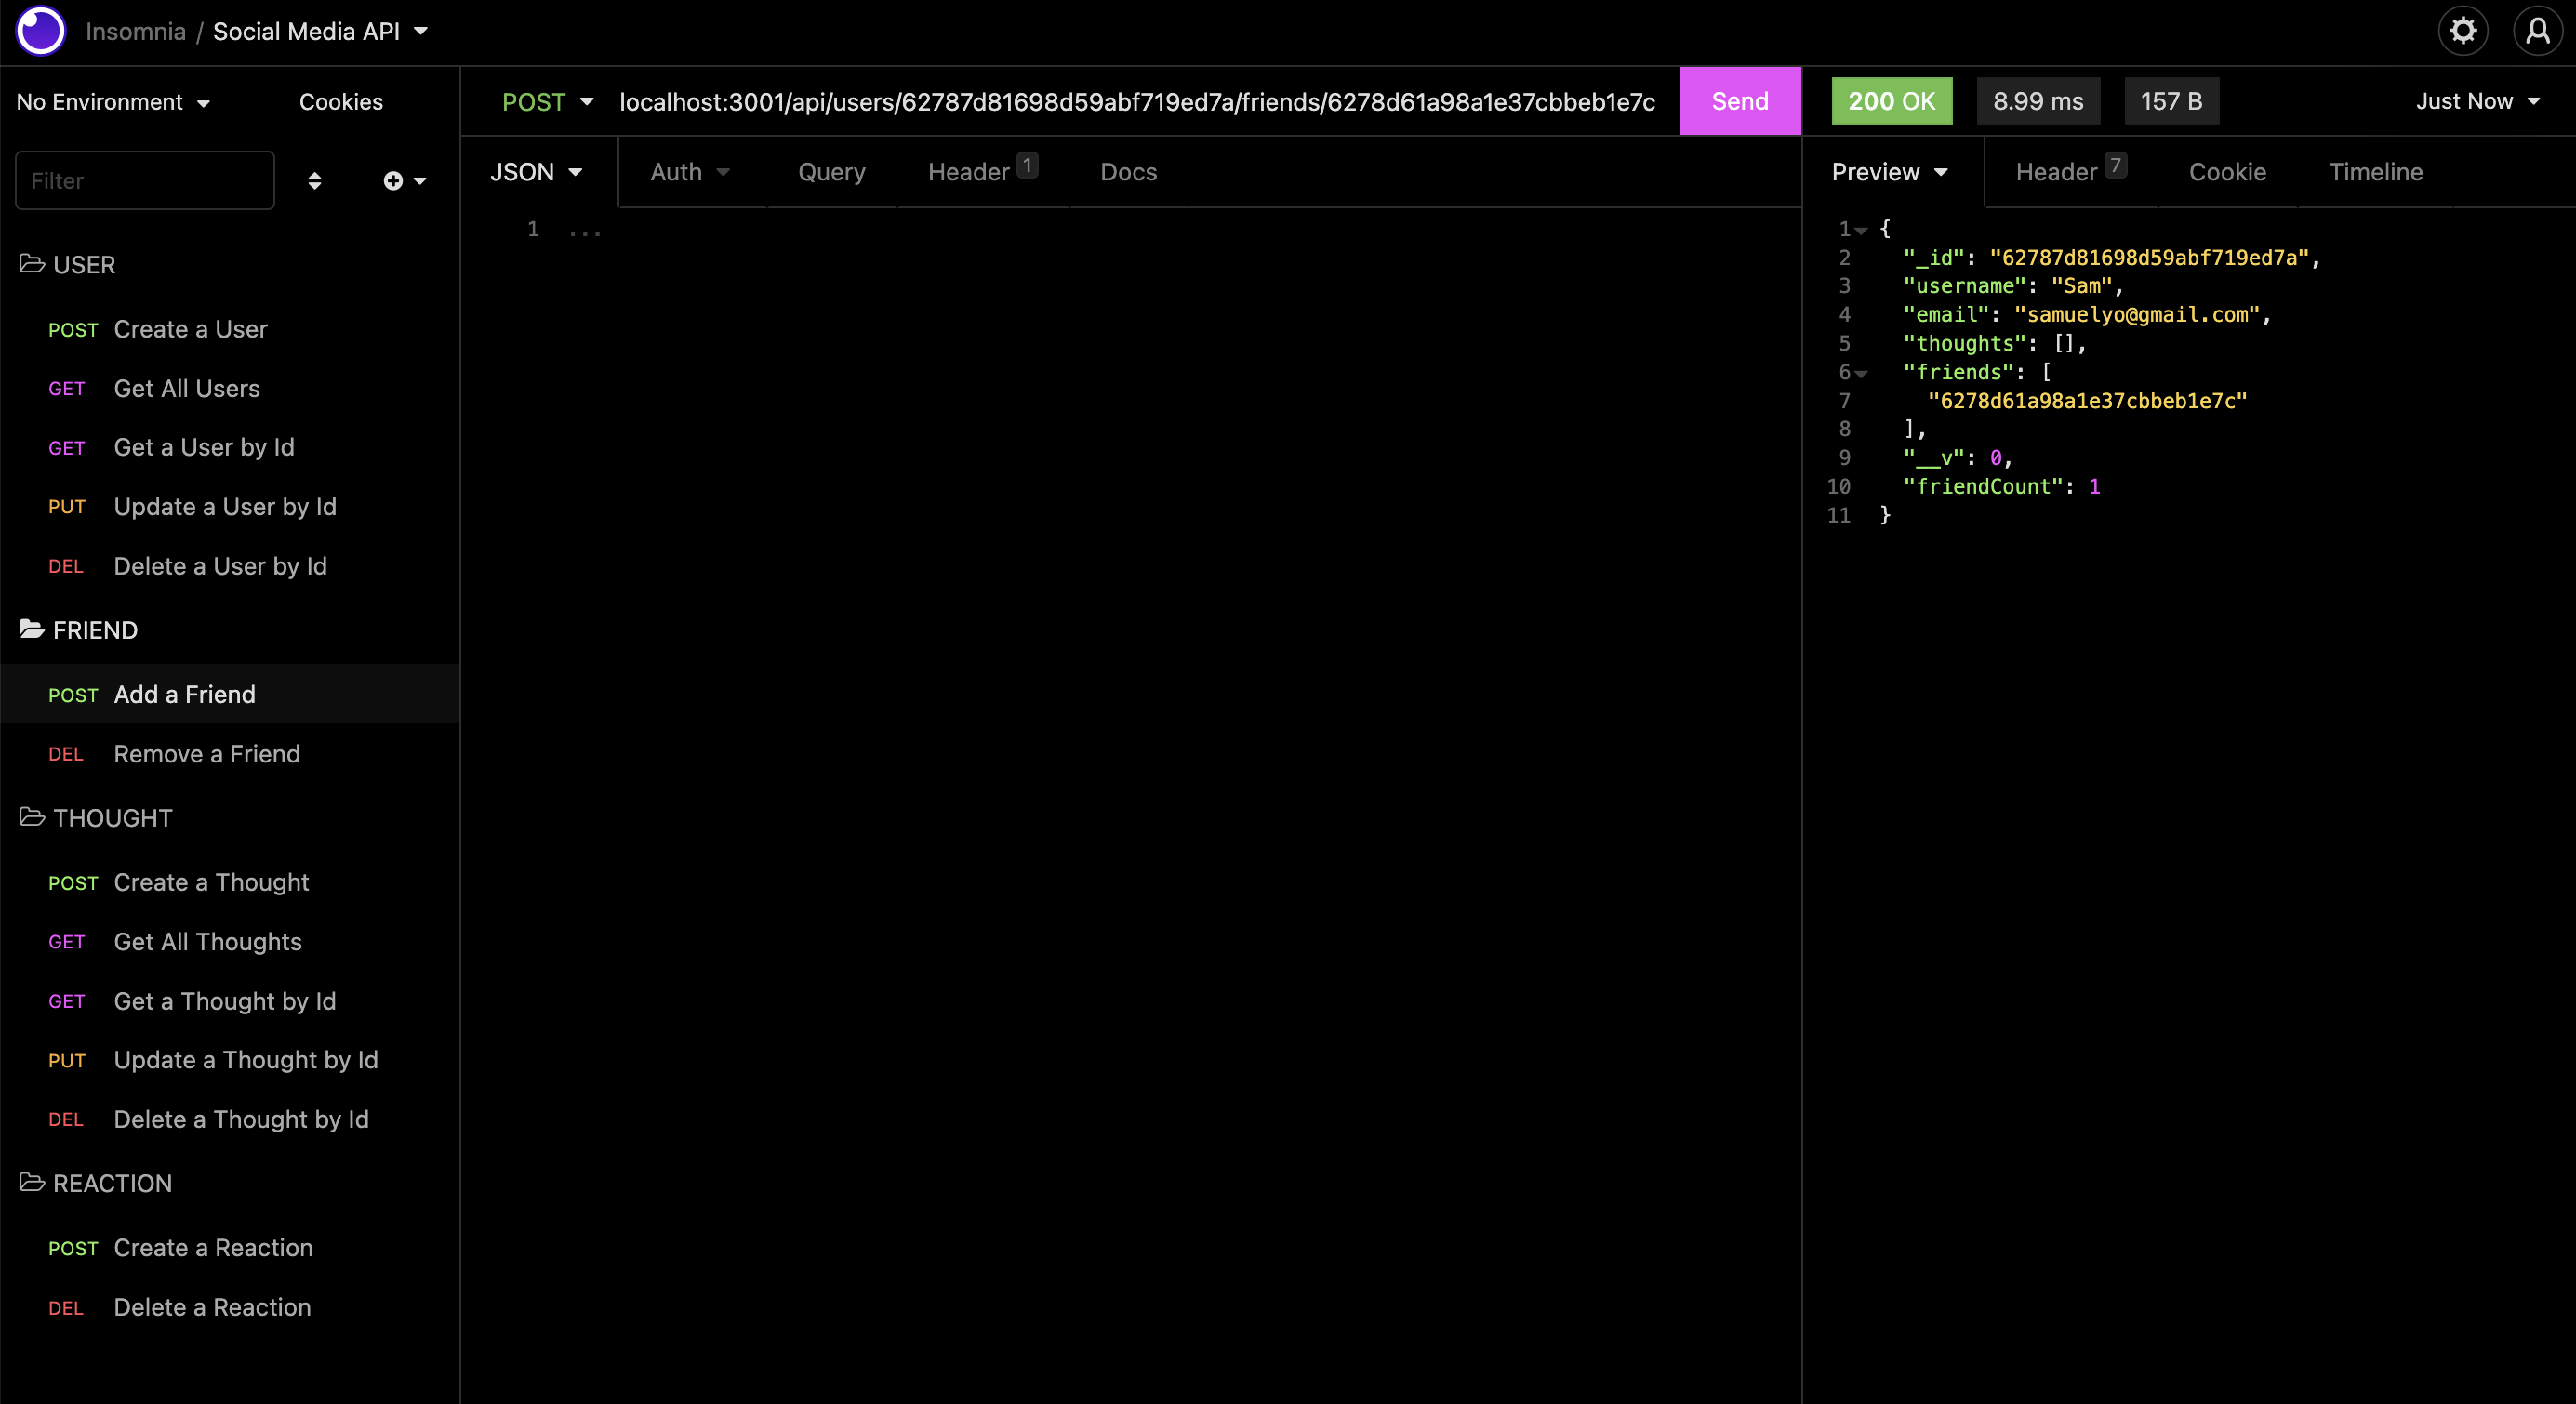 Insomnia / Social Media API
No Environment
Cookies
Filter
USER
POST Create a User
GET Get All Users
GET Get a User by Id
PUT Update a User by Id
DEL Delete a User by Id
FRIEND
POST Add a Friend
DEL Remove a Friend
THOUGHT
POST Create a Thought
GET Get All Thoughts
GET Get a Thought by Id
PUT Update a Thought by Id
DEL Delete a Thought by Id
REACTION
POST Create a Reaction
DEL Delete a Reaction
POST localhost:3001/api/users/62787d81698d59abf719ed7a/friends/6278d61a98a1e37cbbeb1e7c Send
JSON Auth Query Header 1 Docs
1 ...
200 OK 8.99 ms 157 B Just Now
Preview Header 7 Cookie Timeline
1 {
2 "_id": "62787d81698d59abf719ed7a",
3 "username": "Sam",
4 "email": "samuelyo@gmail.com",
5 "thoughts": [],
6 "friends": [
7 "6278d61a98a1e37cbbeb1e7c"
8 ],
9 "__v": 0,
10 "friendCount": 1
11 }